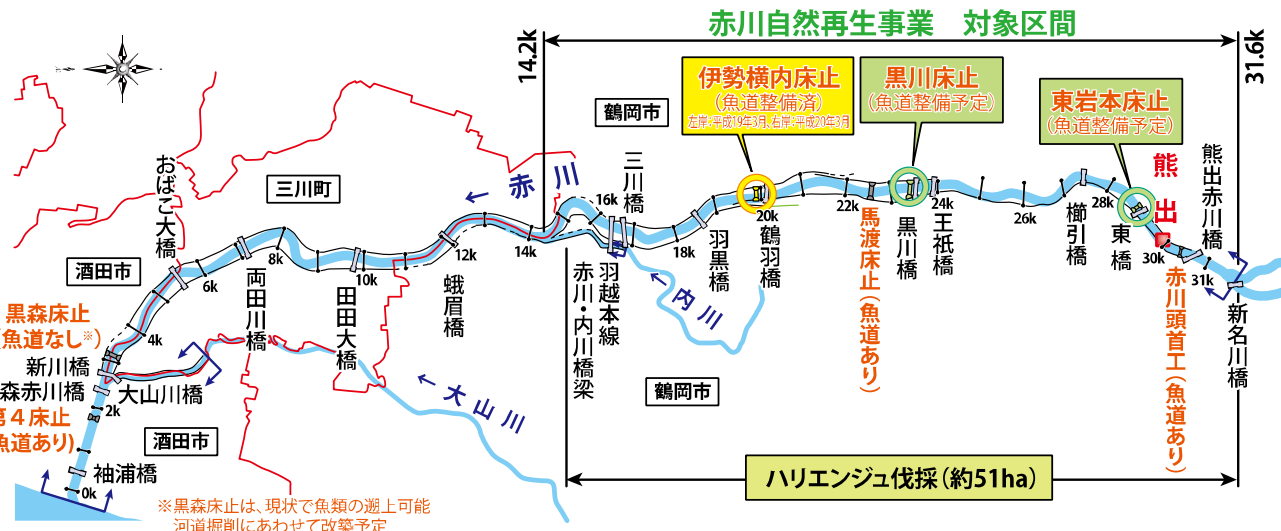 赤川自然再生事業　対象区間
14.2k
31.6k
伊勢横内床止
(魚道整備済)
左岸:平成19年3月、右岸:平成20年3月
黒川床止
(魚道整備予定)
東岩本床止
(魚道整備予定)
鶴岡市
三川町
酒田市
おばこ大橋
← 赤川
三川橋
16k
18k
羽黒橋
20k
鶴羽橋
22k
馬渡床止(魚道あり)
黒川橋
24k
王祇橋
26k
櫛引橋
28k
東橋
熊出
熊出赤川橋
30k
31k
赤川頭首工(魚道あり)
新名川橋
14k
赤川・内川橋梁
羽越本線
← 内川
12k
蛾眉橋
10k
田田大橋
8k
両田川橋
6k
4k
黒森床止
(魚道なし※)
新川橋
森赤川橋
大山川橋
2k
第4床止
魚道あり)
酒田市
袖浦橋
0k
← 大山川
鶴岡市
ハリエンジュ伐採(約51ha)
※黒森床止は、現状で魚類の遡上可能
河道掘削にあわせて改築予定